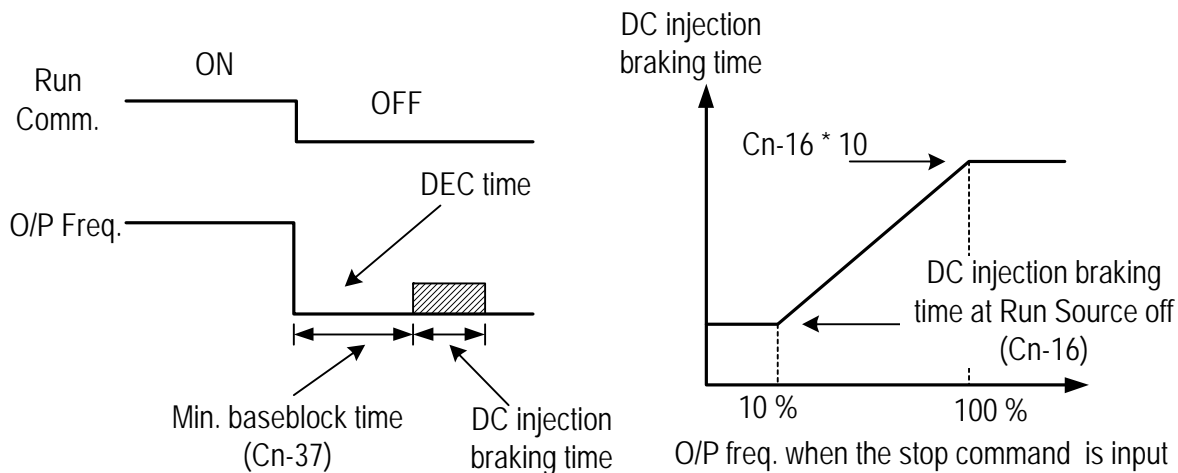 ON
Run
Comm.
OFF
DEC time
O/P Freq.
Min. baseblock time
(Cn-37)
DC injection
braking time
DC injection
braking time
Cn-16 * 10
DC injection braking
time at Run Source off
(Cn-16)
10 %
100 %
O/P freq. when the stop command is input